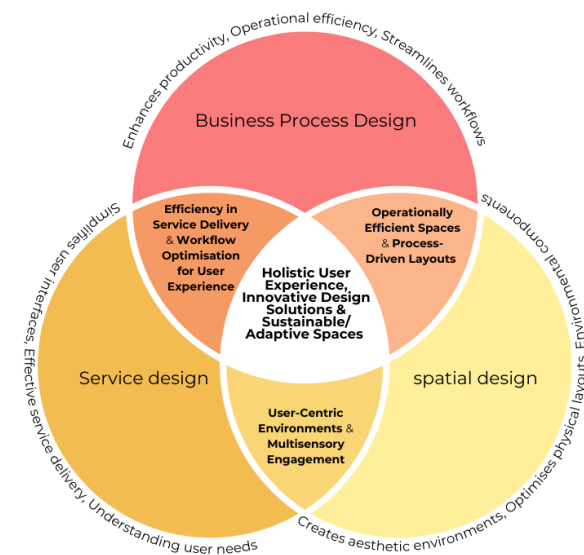 Enhances productivity, Operational efficiency, Streamlines workflows
Business Process Design
Efficiency in
Service Delivery
& Workflow
Optimisation
for User
Experience
Operationally
Efficient Spaces
& Process-
Driven Layouts
Holistic User
Experience,
Innovative Design
Solutions &
Sustainable/
Adaptive Spaces
Simplifies user interfaces, Effective service delivery, Understanding user needs
Service design
spatial design
Creates aesthetic environments, Optimises physical layouts, Environmental components
User-Centric
Environments &
Multisensory
Engagement